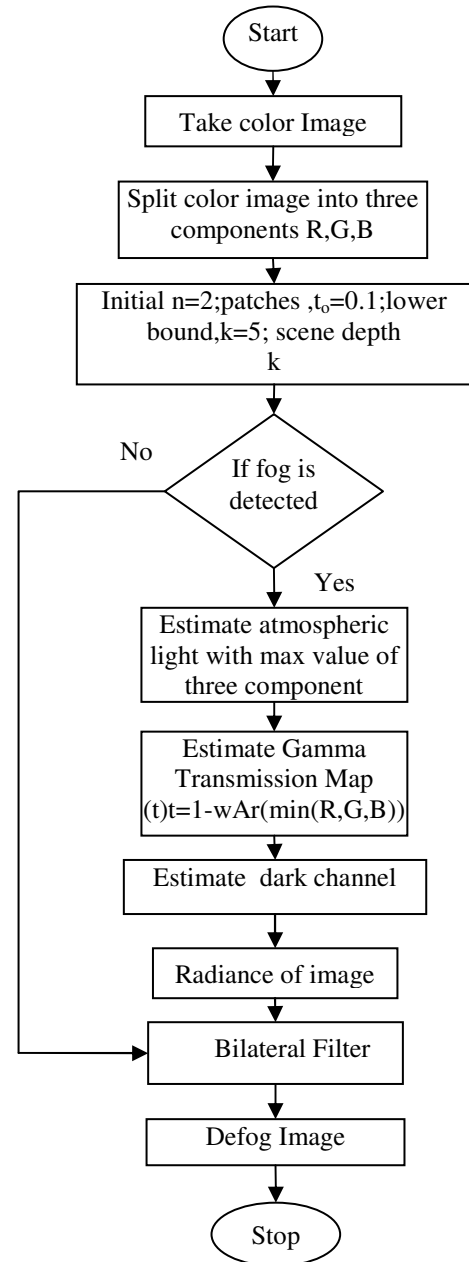 Start
Take color Image
Split color image into three
components R,G,B
Initial n=2;patches ,tₒ=0.1;lower
bound,k=5; scene depth
k
No
If fog is
detected
Yes
Estimate atmospheric
light with max value of
three component
Estimate Gamma
Transmission Map
(t)t=1-wAr(min(R,G,B))
Estimate dark channel
Radiance of image
Bilateral Filter
Defog Image
Stop